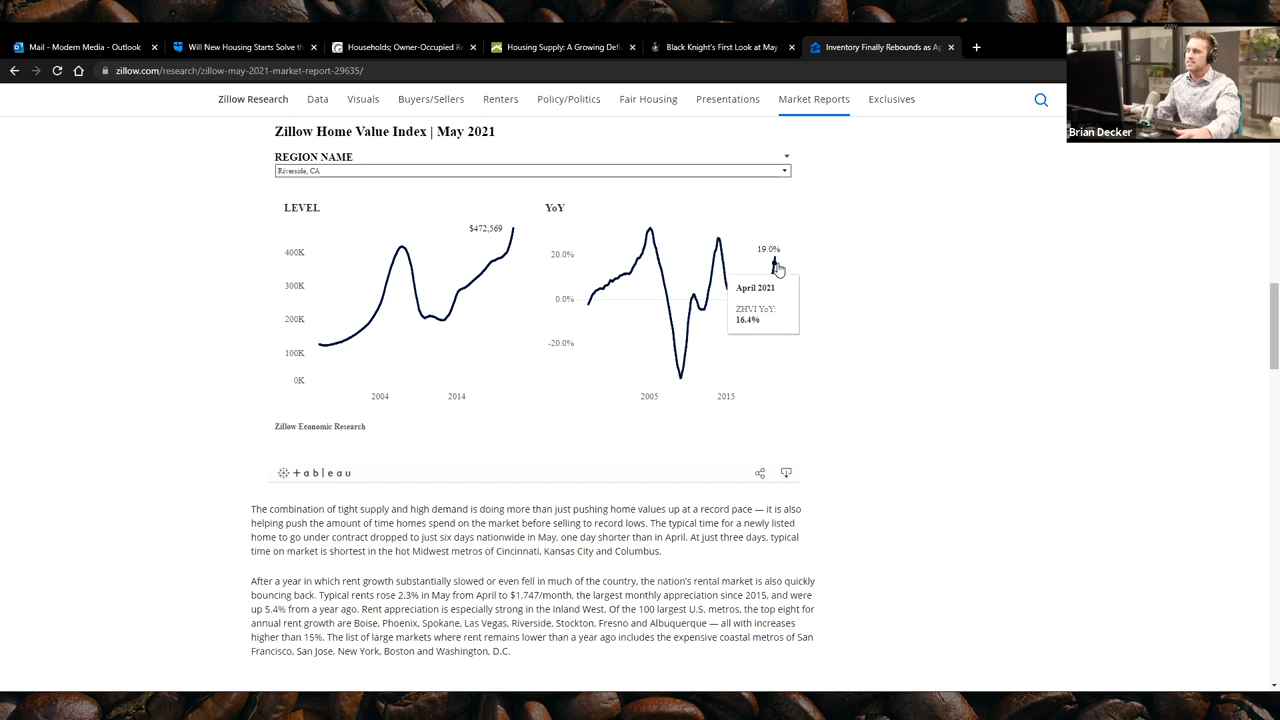 Mail - Modern Media - Outlook
Will New Housing Starts Solve th
Households; Owner-Occupied Re
Housing Supply: A Growing Def
Black Knight's First Look at May
Inventory Finally Rebounds as Ap
zillow.com/research/zillow-may-2021-market-report-29635/
Brian Decker
Zillow Research Data Visuals Buyers/Sellers Renters Policy/Politics Fair Housing Presentations Market Reports Exclusives
Zillow Home Value Index | May 2021
REGION NAME
Riverside, CA
LEVEL
$472,569
400K
300K
200K
100K
0K
2004 2014
YoY
19.0%
20.0%
0.0%
-20.0%
April 2021
ZHVI YoY:
16.4%
2005 2015
Zillow Economic Research
+ a b | e a u
The combination of tight supply and high demand is doing more than just pushing home values up at a record pace — it is also
helping push the amount of time homes spend on the market before selling to record lows. The typical time for a newly listed
home to go under contract dropped to just six days nationwide in May, one day shorter than in April. At just three days, typical
time on market is shortest in the hot Midwest metros of Cincinnati, Kansas City and Columbus.
After a year in which rent growth substantially slowed or even fell in much of the country, the nation's rental market is also quickly
bouncing back. Typical rents rose 2.3% in May from April to $1,747/month, the largest monthly appreciation since 2015, and were
up 5.4% from a year ago. Rent appreciation is especially strong in the Inland West. Of the 100 largest U.S. metros, the top eight for
annual rent growth are Boise, Phoenix, Spokane, Las Vegas, Riverside, Stockton, Fresno and Albuquerque — all with increases
higher than 15%. The list of large markets where rent remains lower than a year ago includes the expensive coastal metros of San
Francisco, San Jose, New York, Boston and Washington, D.C.